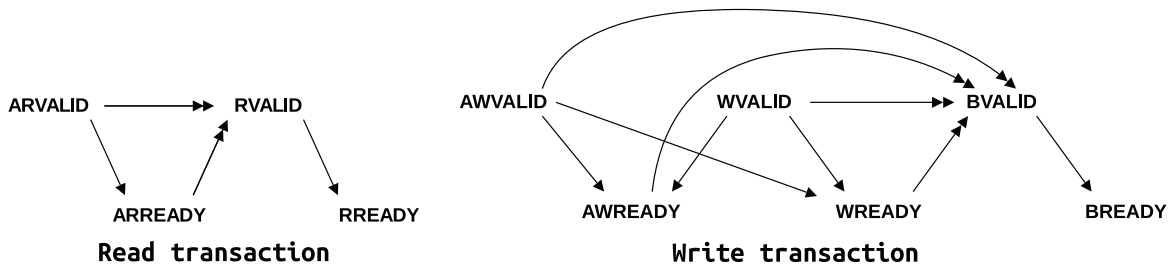 ARVALID RVALID
ARREADY RREADY
Read transaction
AWVALID WVALID BVALID
AWREADY WREADY BREADY
Write transaction